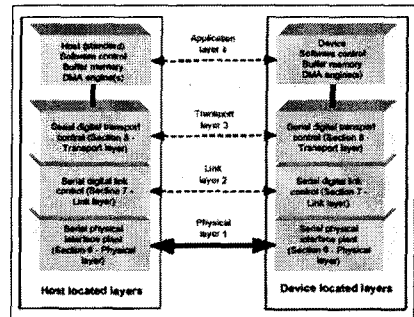 Host (standard)
Software control
Buffer memory
DMA engine(s)
Application
layer 4
Device
Software control
Buffer memory
DMA engine(s)
Serial digital transport
control (Section 8
Transport layer)
Transport
layer 3
Serial digital transport
control (Section 8
Transport layer)
Serial digital link
control (Section 7 -
Link layer)
Link
layer 2
Serial digital link
control (Section 7 -
Link layer)
Serial physical
interface plant
(Section 6 - Physical
layer)
Physical
layer 1
Serial physical
interface plant
(Section 6 - Physical
layer)
Host located layers
Device located layers